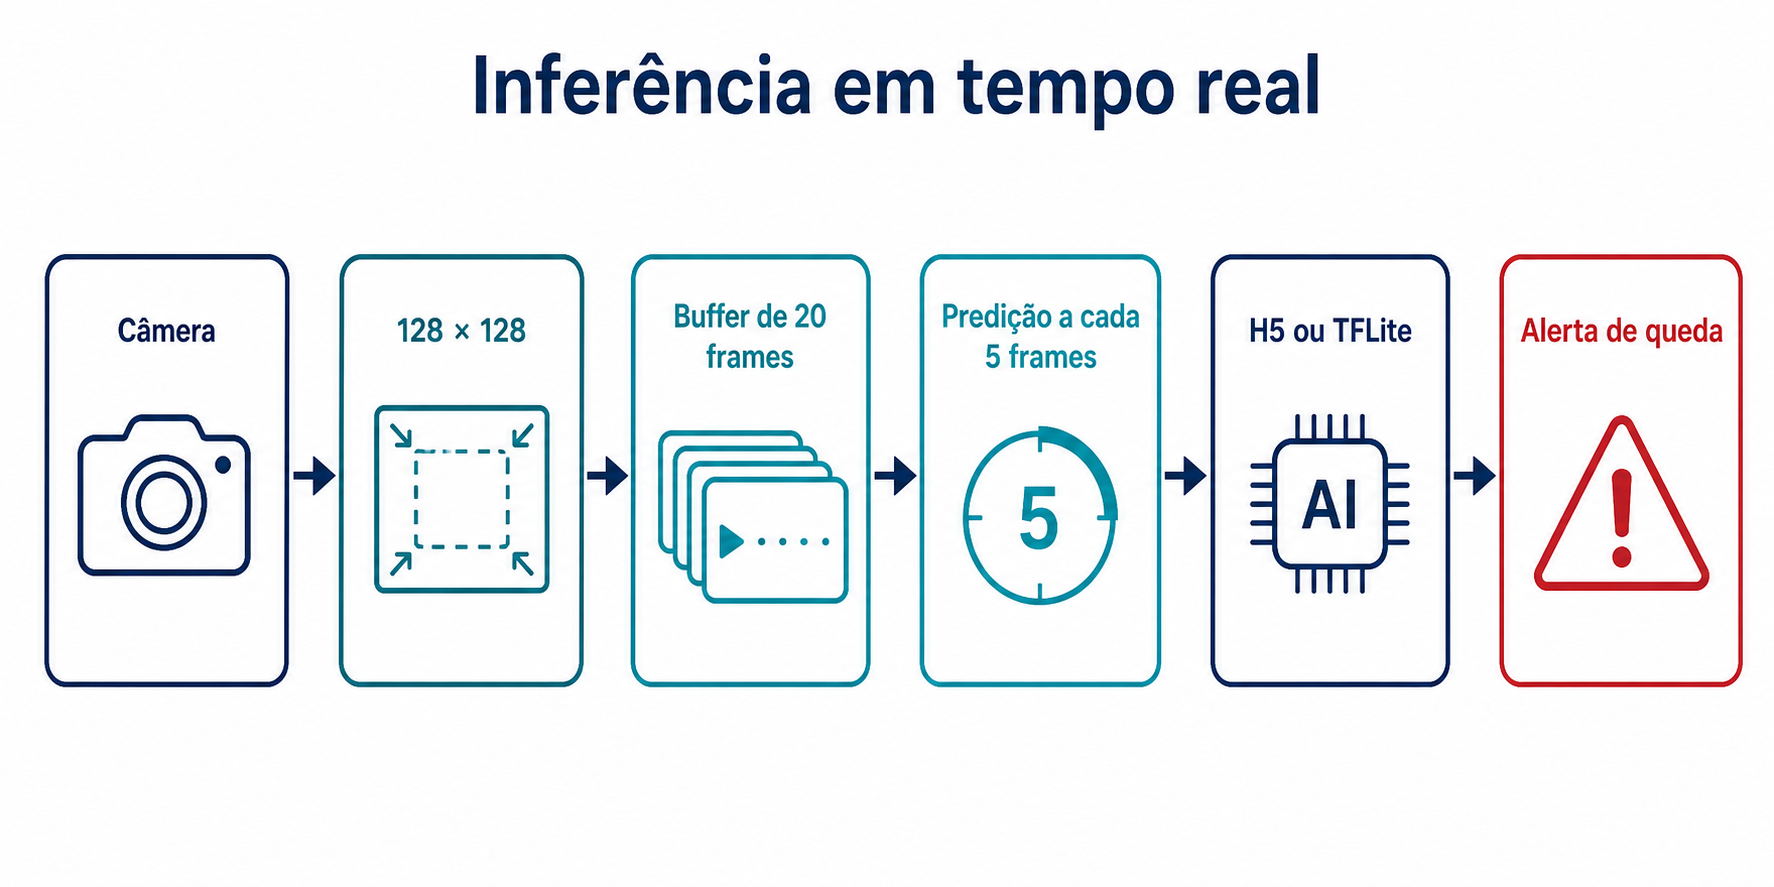 Inferência em tempo real
Câmera
128 × 128
Buffer de 20
frames
Predição a cada
5 frames
5
H5 ou TFLite
AI
Alerta de queda